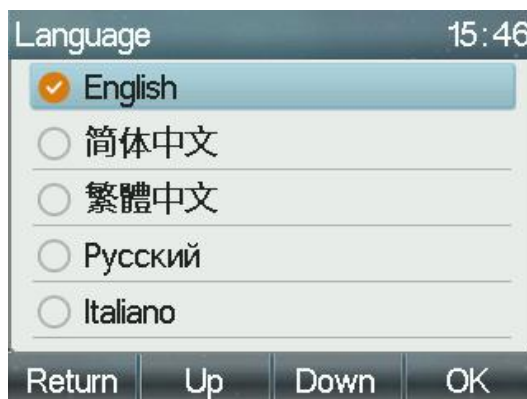 Language 15:46
English
简体中文
繁體中文
Русский
Italiano
Return Up Down OK